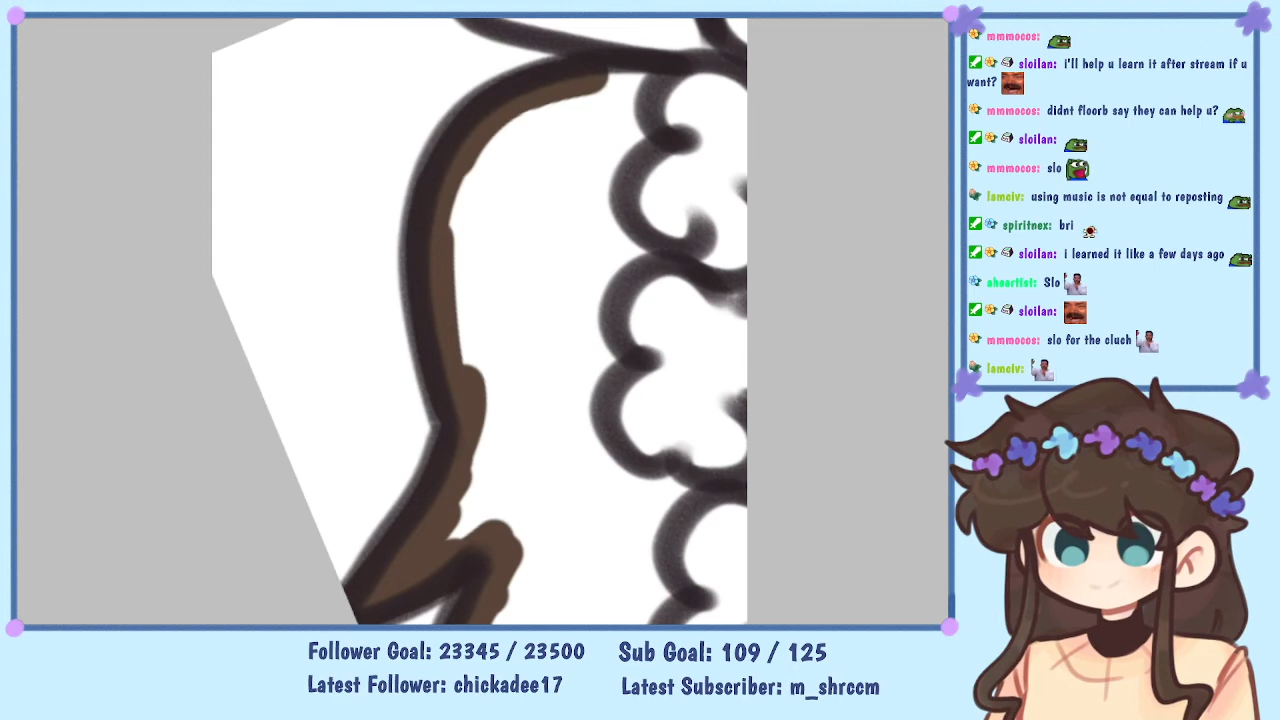 mmmocos:
sloilan: i'll help u learn it after stream if u
want?
mmmocos: didnt floorb say they can help u?
sloilan:
mmmocos: slo
lamciv: using music is not equal to reposting
spiritnex: bri
sloilan: i learned it like a few days ago
ahoartist: Slo
sloilan:
mmmocos: slo for the cluch
lamciv:
Follower Goal: 23345 / 23500
Sub Goal: 109 / 125
Latest Follower: chickadee17
Latest Subscriber: m_shrccm